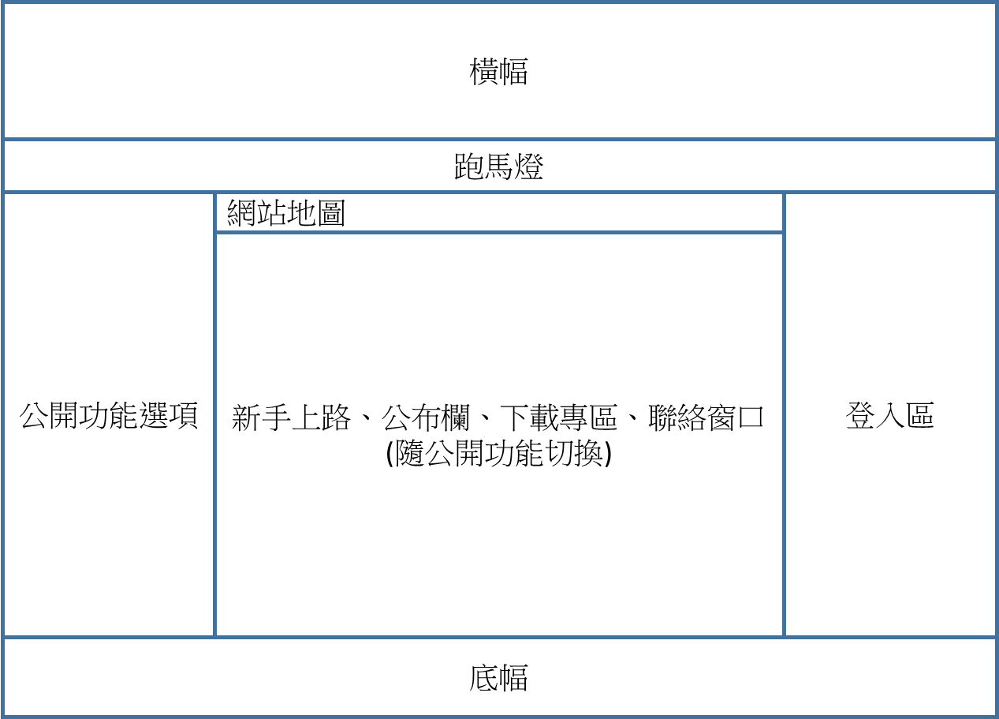 橫幅
跑馬燈
網站地圖
公開功能選項
新手上路、公布欄、下載專區、聯絡窗口
(隨公開功能切換)
登入區
底幅